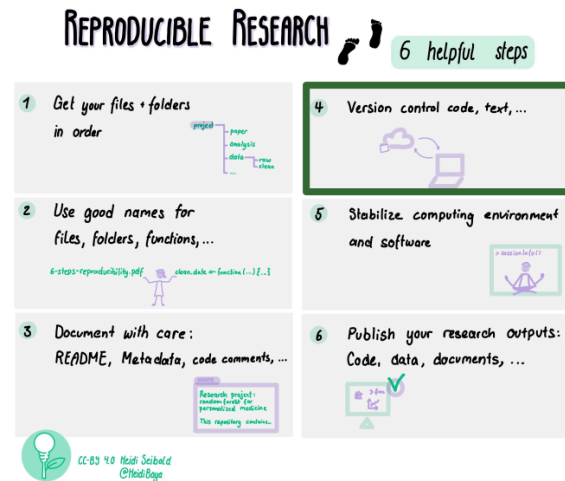 REPRODUCIBLE RESEARCH
6 helpful steps
1 Get your files + folders
in order
project
paper
analysis
data
raw
clean
...
2 Use good names for
files, folders, functions, ...
6-steps-reproducibility.pdf
clean_data <- function(...) {...}
3 Document with care:
README, Metadata, code comments, ...
Research project:
random forest for
personalized medicine
This repository contains...
4 Version control code, text, ...
5 Stabilize computing environment
and software
> sessionInfo()
6 Publish your research outputs:
Code, data, documents, ...
CC-BY 4.0 Heidi Seibold
@HeidiBaya